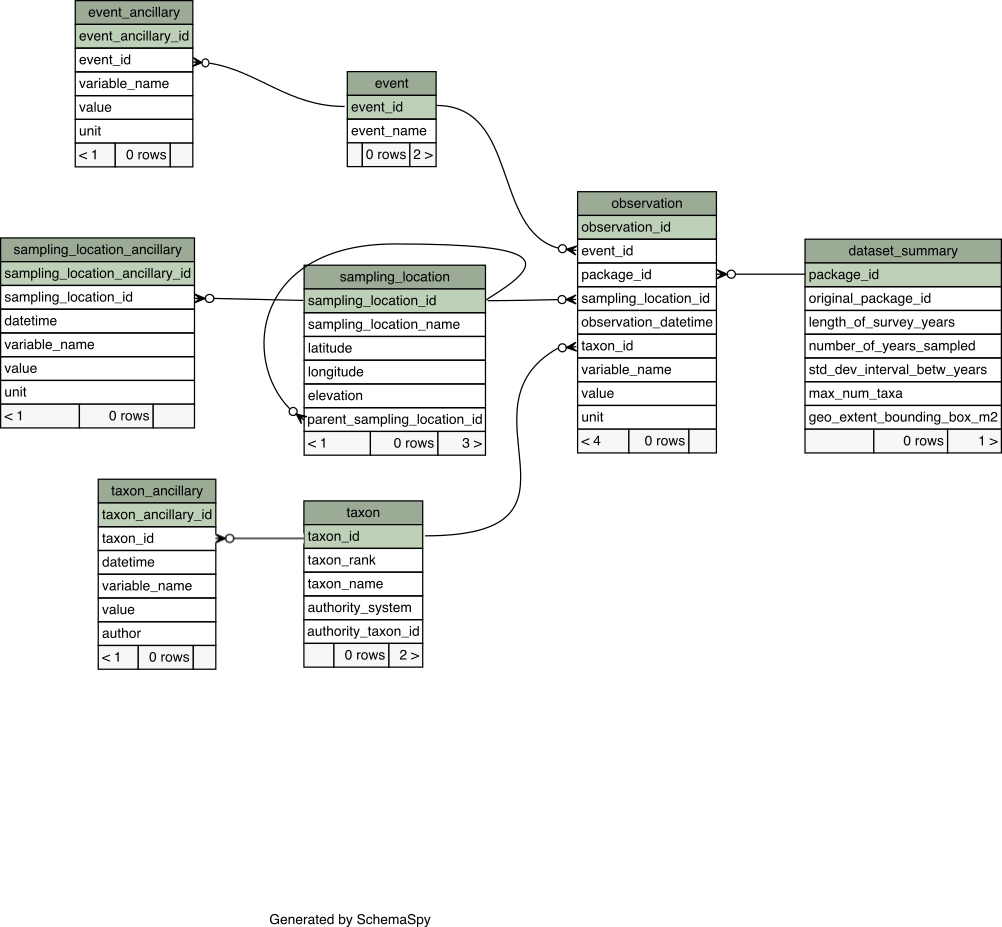 event_ancillary
event_ancillary_id
event_id
variable_name
value
unit
< 1 0 rows
event
event_id
event_name
0 rows 2 >
observation
observation_id
event_id
package_id
sampling_location_id
observation_datetime
taxon_id
variable_name
value
unit
< 4 0 rows
dataset_summary
package_id
original_package_id
length_of_survey_years
number_of_years_sampled
std_dev_interval_betw_years
max_num_taxa
geo_extent_bounding_box_m2
0 rows 1 >
sampling_location_ancillary
sampling_location_ancillary_id
sampling_location_id
datetime
variable_name
value
unit
< 1 0 rows
sampling_location
sampling_location_id
sampling_location_name
latitude
longitude
elevation
parent_sampling_location_id
< 1 0 rows 3 >
taxon_ancillary
taxon_ancillary_id
taxon_id
datetime
variable_name
value
author
< 1 0 rows
taxon
taxon_id
taxon_rank
taxon_name
authority_system
authority_taxon_id
0 rows 2 >
Generated by SchemaSpy